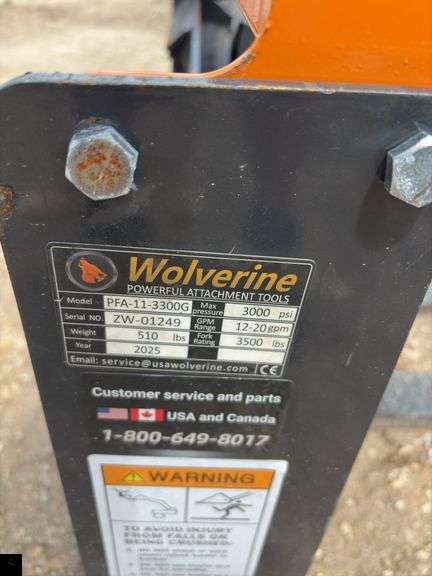 Wolverine
POWERFUL ATTACHMENT TOOLS
Model PFA-11-3300G Max pressure 3000 psi
Serial NO. ZW-01249 GPM Range 12-20gpm
Weight 510 lbs Fork Rating 3500 lbs
Year 2025
Email: service@usawolverine.com CE
Customer service and parts
USA and Canada
1-800-649-8017
WARNING
TO AVOID INJURY
FROM FALLS OR
BEING CRUSHED: